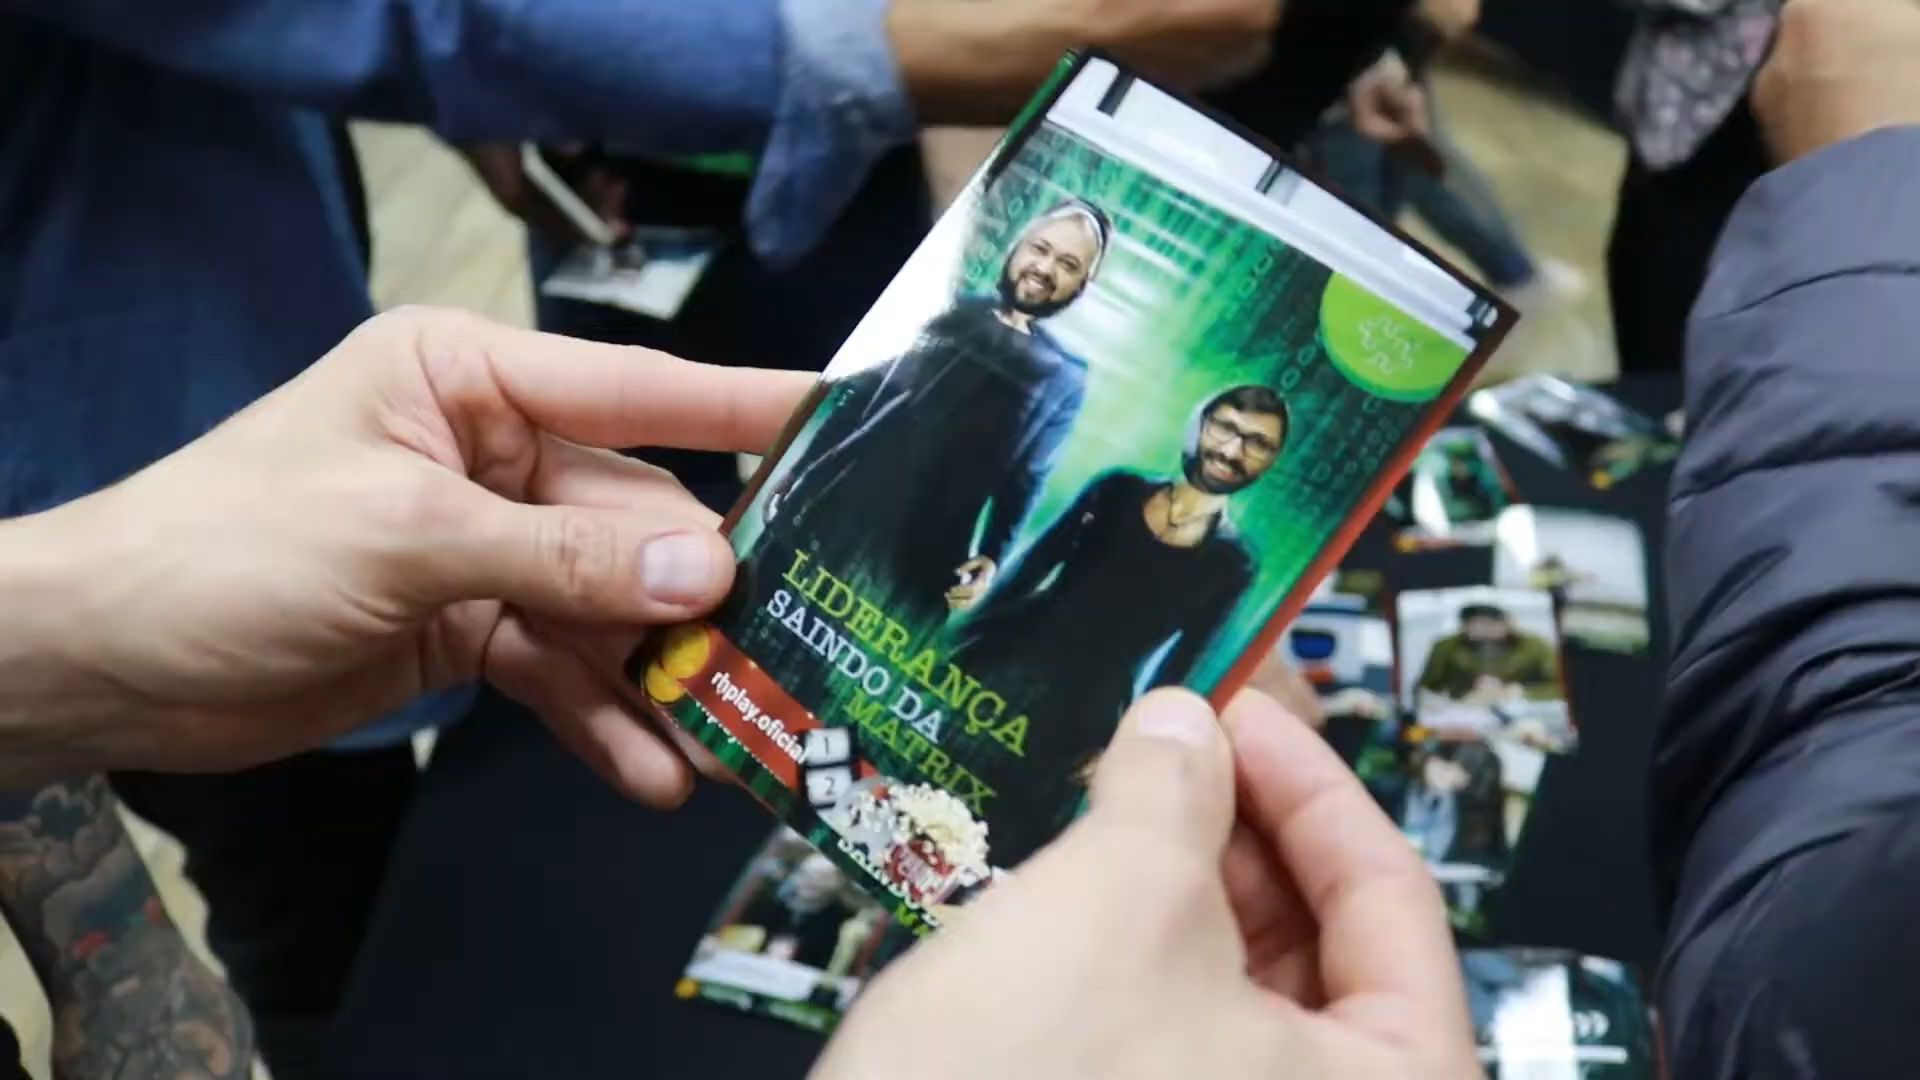 LIDERANÇA
SAINDO DA
MATRIX
rhplay.oficial
1
2